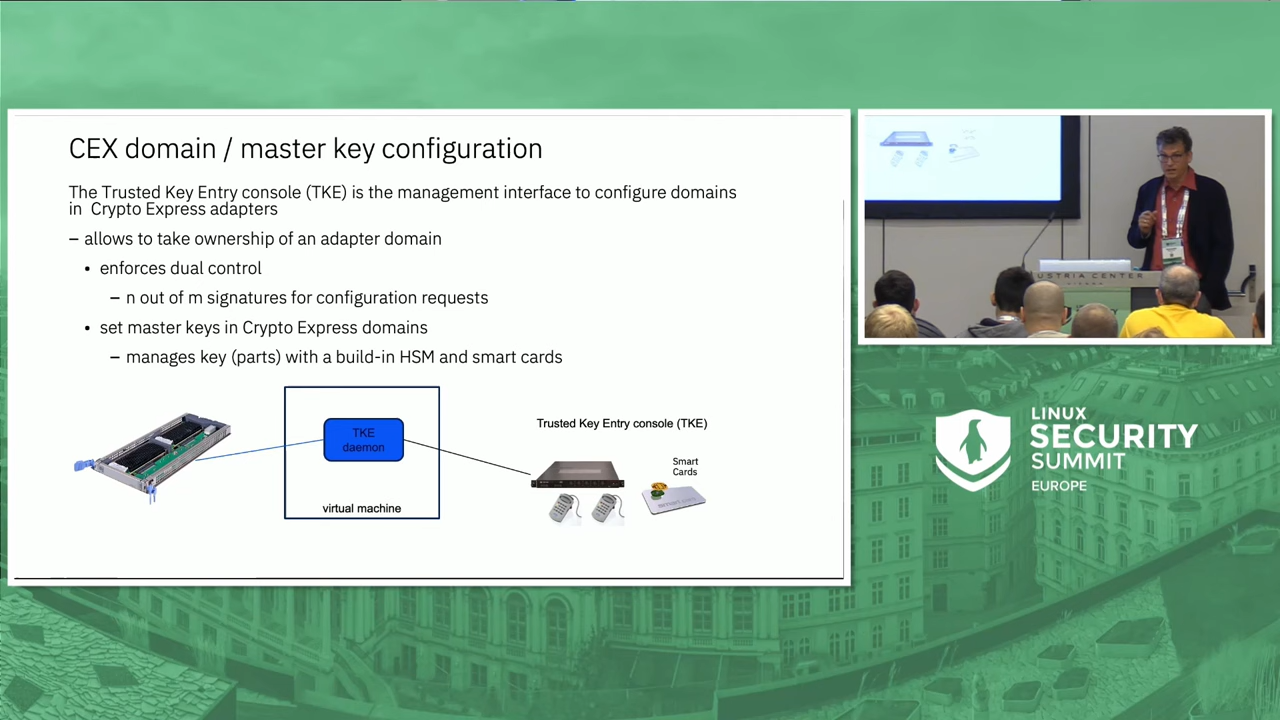 CEX domain / master key configuration
The Trusted Key Entry console (TKE) is the management interface to configure domains
in Crypto Express adapters
– allows to take ownership of an adapter domain
• enforces dual control
– n out of m signatures for configuration requests
• set master keys in Crypto Express domains
– manages key (parts) with a build-in HSM and smart cards
TKE
daemon
virtual machine
Trusted Key Entry console (TKE)
Smart
Cards
USTRIA CENTER
LINUX
SECURITY
SUMMIT
EUROPE